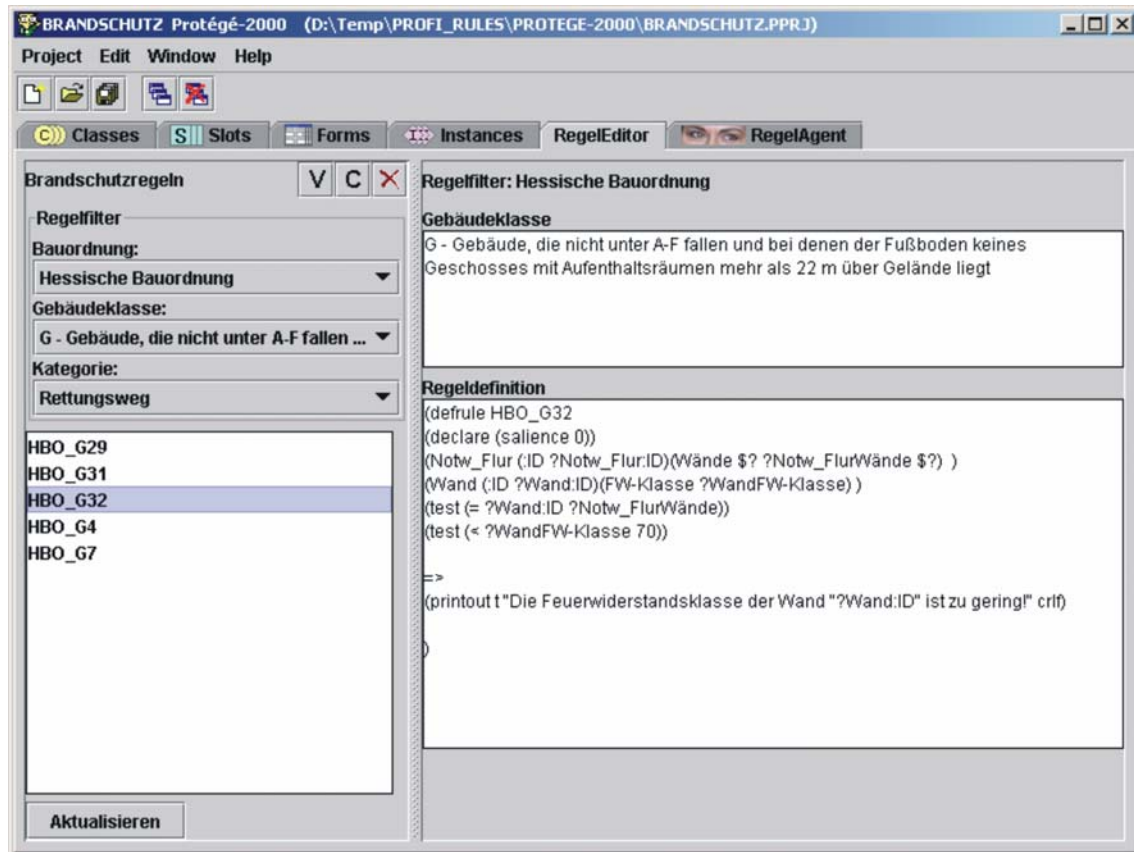 BRANDSCHUTZ Protégé-2000 (D:\Temp\PROFI_RULES\PROTEGE-2000\BRANDSCHUTZ.PPRJ)
Project Edit Window Help
C Classes S Slots Forms I Instances RegelEditor RegelAgent
Brandschutzregeln V C
Regelfilter
Bauordnung:
Hessische Bauordnung
Gebäudeklasse:
G - Gebäude, die nicht unter A-F fallen ...
Kategorie:
Rettungsweg
HBO_G29
HBO_G31
HBO_G32
HBO_G4
HBO_G7
Aktualisieren
Regelfilter: Hessische Bauordnung
Gebäudeklasse
G - Gebäude, die nicht unter A-F fallen und bei denen der Fußboden keines
Geschosses mit Aufenthaltsräumen mehr als 22 m über Gelände liegt
Regeldefinition
(defrule HBO_G32
(declare (salience 0))
(Notw_Flur (:ID ?Notw_Flur:ID)(Wände $? ?Notw_FlurWände $?) )
(Wand (:ID ?Wand:ID)(FW-Klasse ?WandFW-Klasse) )
(test (= ?Wand:ID ?Notw_FlurWände))
(test (< ?WandFW-Klasse 70))
=>
(printout t "Die Feuerwiderstandsklasse der Wand "?Wand:ID" ist zu gering!" crlf)
)